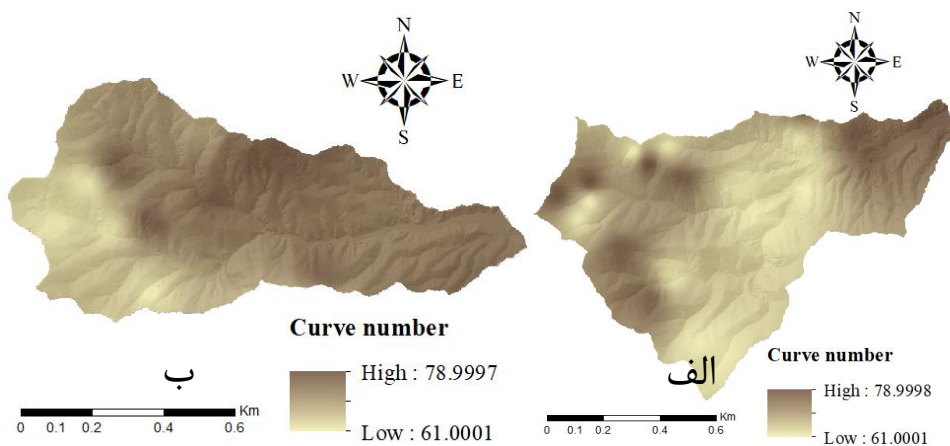 N
W E
S
Curve number
High : 78.9997
Low : 61.0001
ب
Km
0 0.1 0.2 0.4 0.6
N
W E
S
Curve number
High : 78.9998
Low : 61.0001
الف
Km
0 0.1 0.2 0.4 0.6